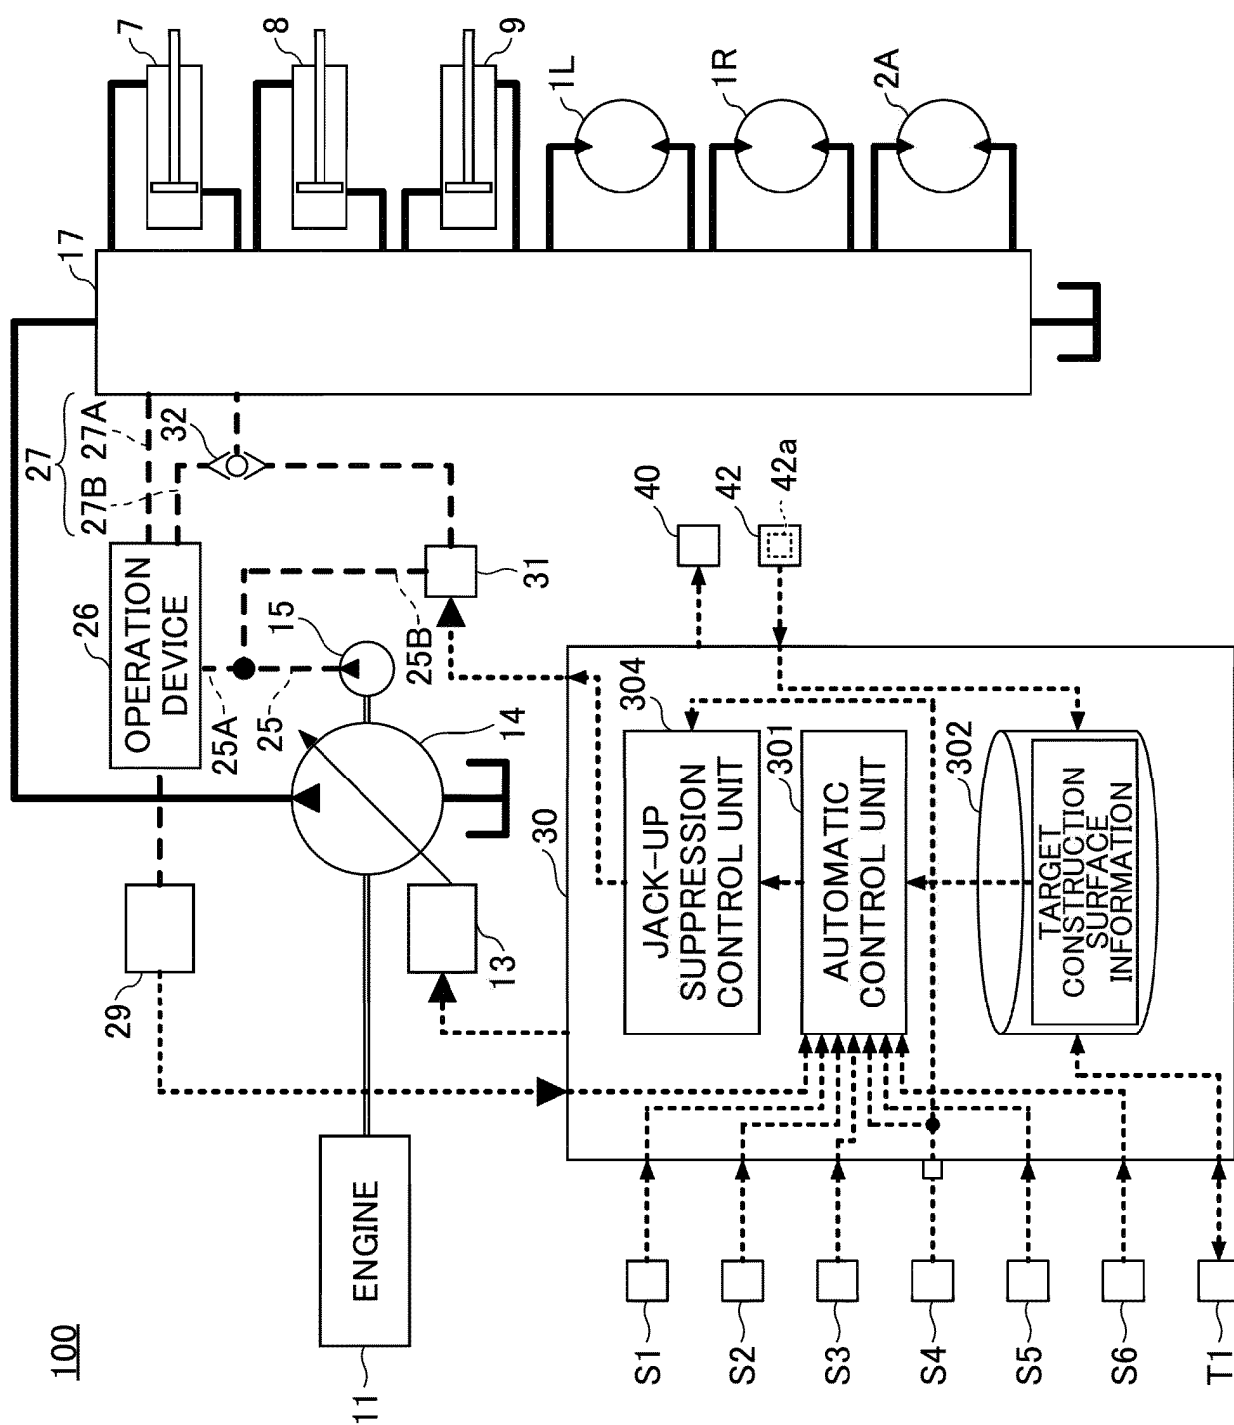 100
11
ENGINE
29
13
14
15
26
OPERATION
DEVICE
25A
25
25B
31
27
27A
27B
32
17
7
8
9
1L
1R
2A
30
40
42
42a
304
JACK-UP
SUPPRESSION
CONTROL UNIT
301
AUTOMATIC
CONTROL UNIT
302
TARGET
CONSTRUCTION
SURFACE
INFORMATION
S1
S2
S3
S4
S5
S6
T1